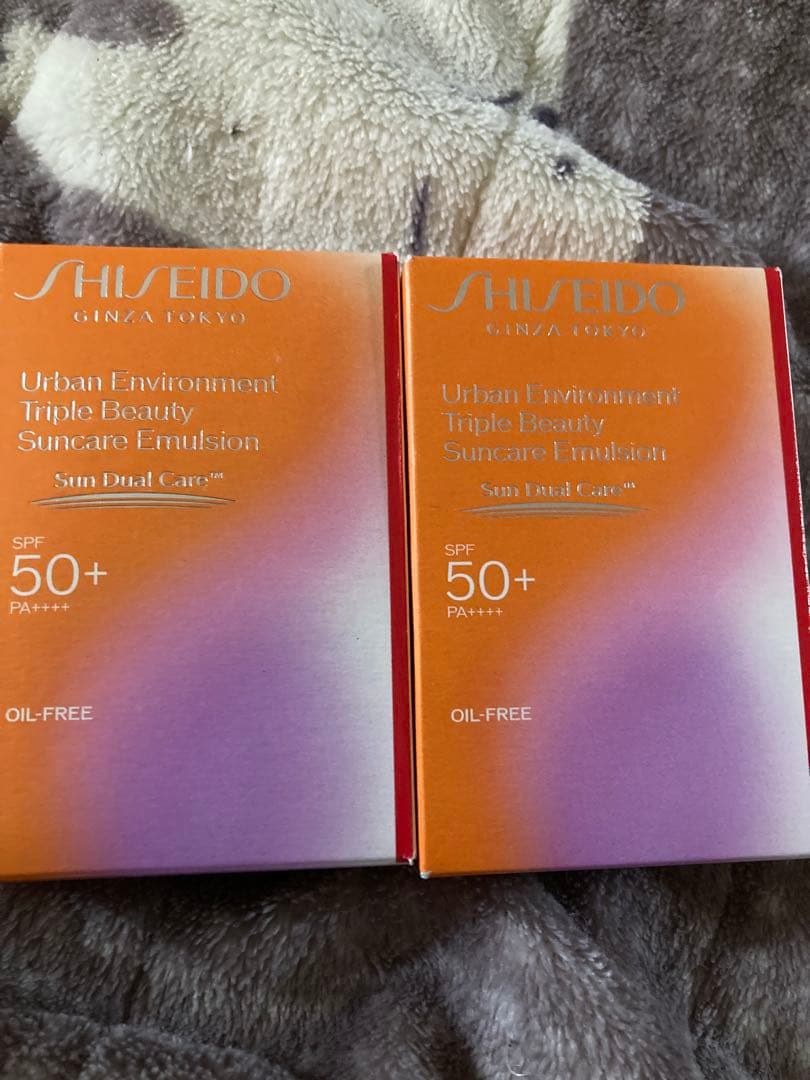 SHISEIDO
GINZA TOKYO
Urban Environment
Triple Beauty
Suncare Emulsion
Sun Dual Care™
SPF
50+
PA++++
OIL-FREE
SHISEIDO
GINZA TOKYO
Urban Environment
Triple Beauty
Suncare Emulsion
Sun Dual Care™
SPF
50+
PA++++
OIL-FREE